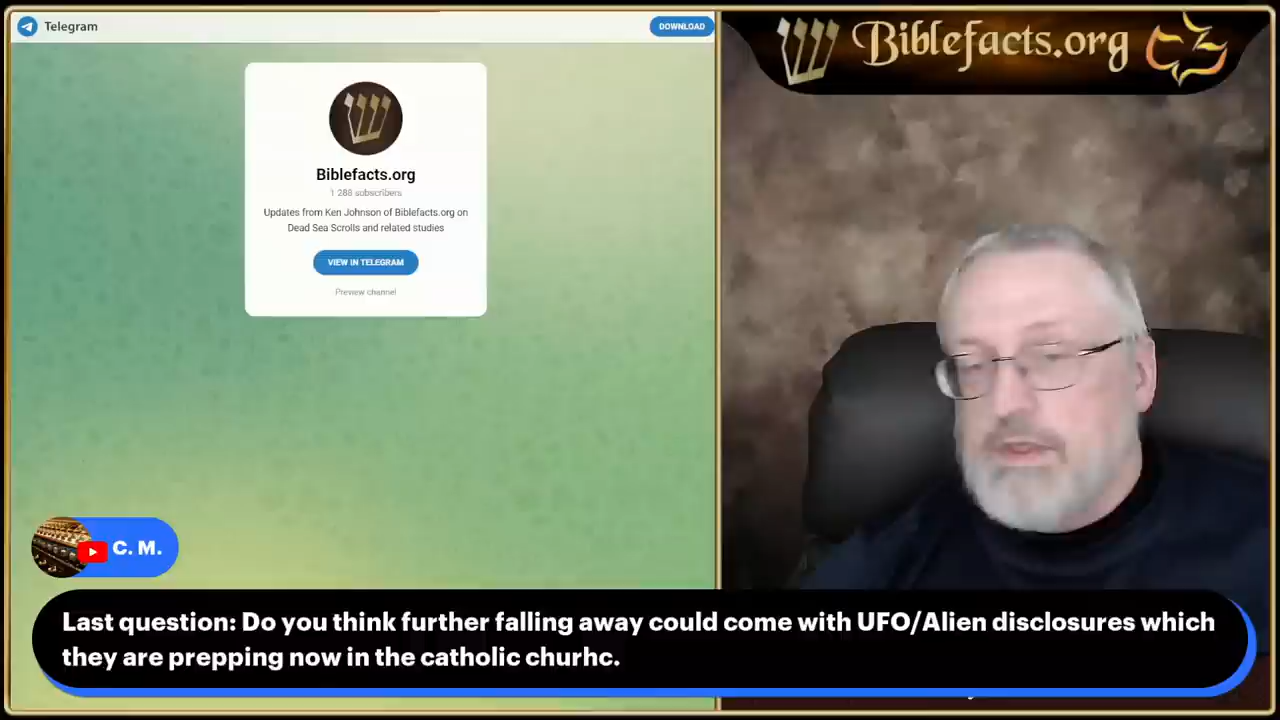 Telegram
DOWNLOAD
Biblefacts.org
1 288 subscribers
Updates from Ken Johnson of Biblefacts.org on
Dead Sea Scrolls and related studies
VIEW IN TELEGRAM
Preview channel
Biblefacts.org
C. M.
Last question: Do you think further falling away could come with UFO/Alien disclosures which
they are prepping now in the catholic churhc.